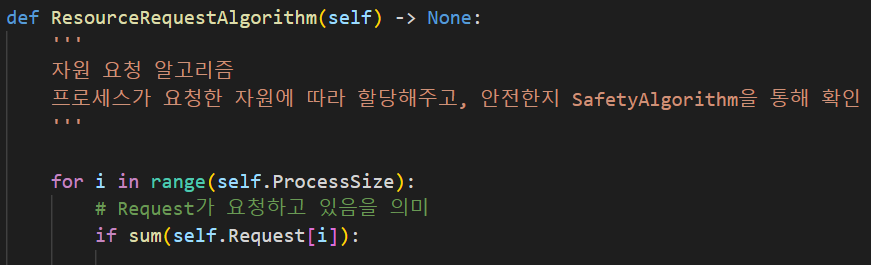 def ResourceRequestAlgorithm(self) -> None:
    '''
    자원 요청 알고리즘
    프로세스가 요청한 자원에 따라 할당해주고, 안전한지 SafetyAlgorithm을 통해 확인
    '''
    for i in range(self.ProcessSize):
        # Request가 요청하고 있음을 의미
        if sum(self.Request[i]):